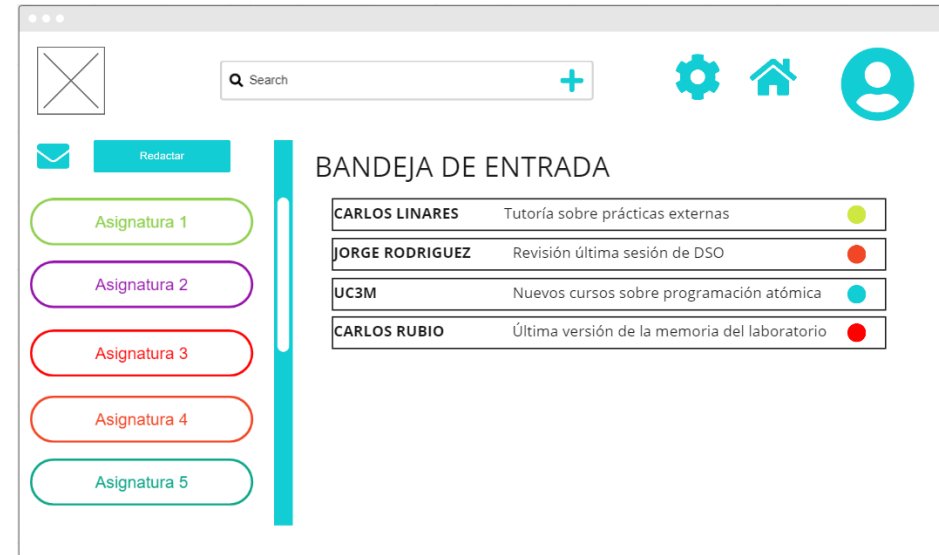 Search
Redactar
Asignatura 1
Asignatura 2
Asignatura 3
Asignatura 4
Asignatura 5
BANDEJA DE ENTRADA
CARLOS LINARES Tutoría sobre prácticas externas
JORGE RODRIGUEZ Revisión última sesión de DSO
UC3M Nuevos cursos sobre programación atómica
CARLOS RUBIO Última versión de la memoria del laboratorio